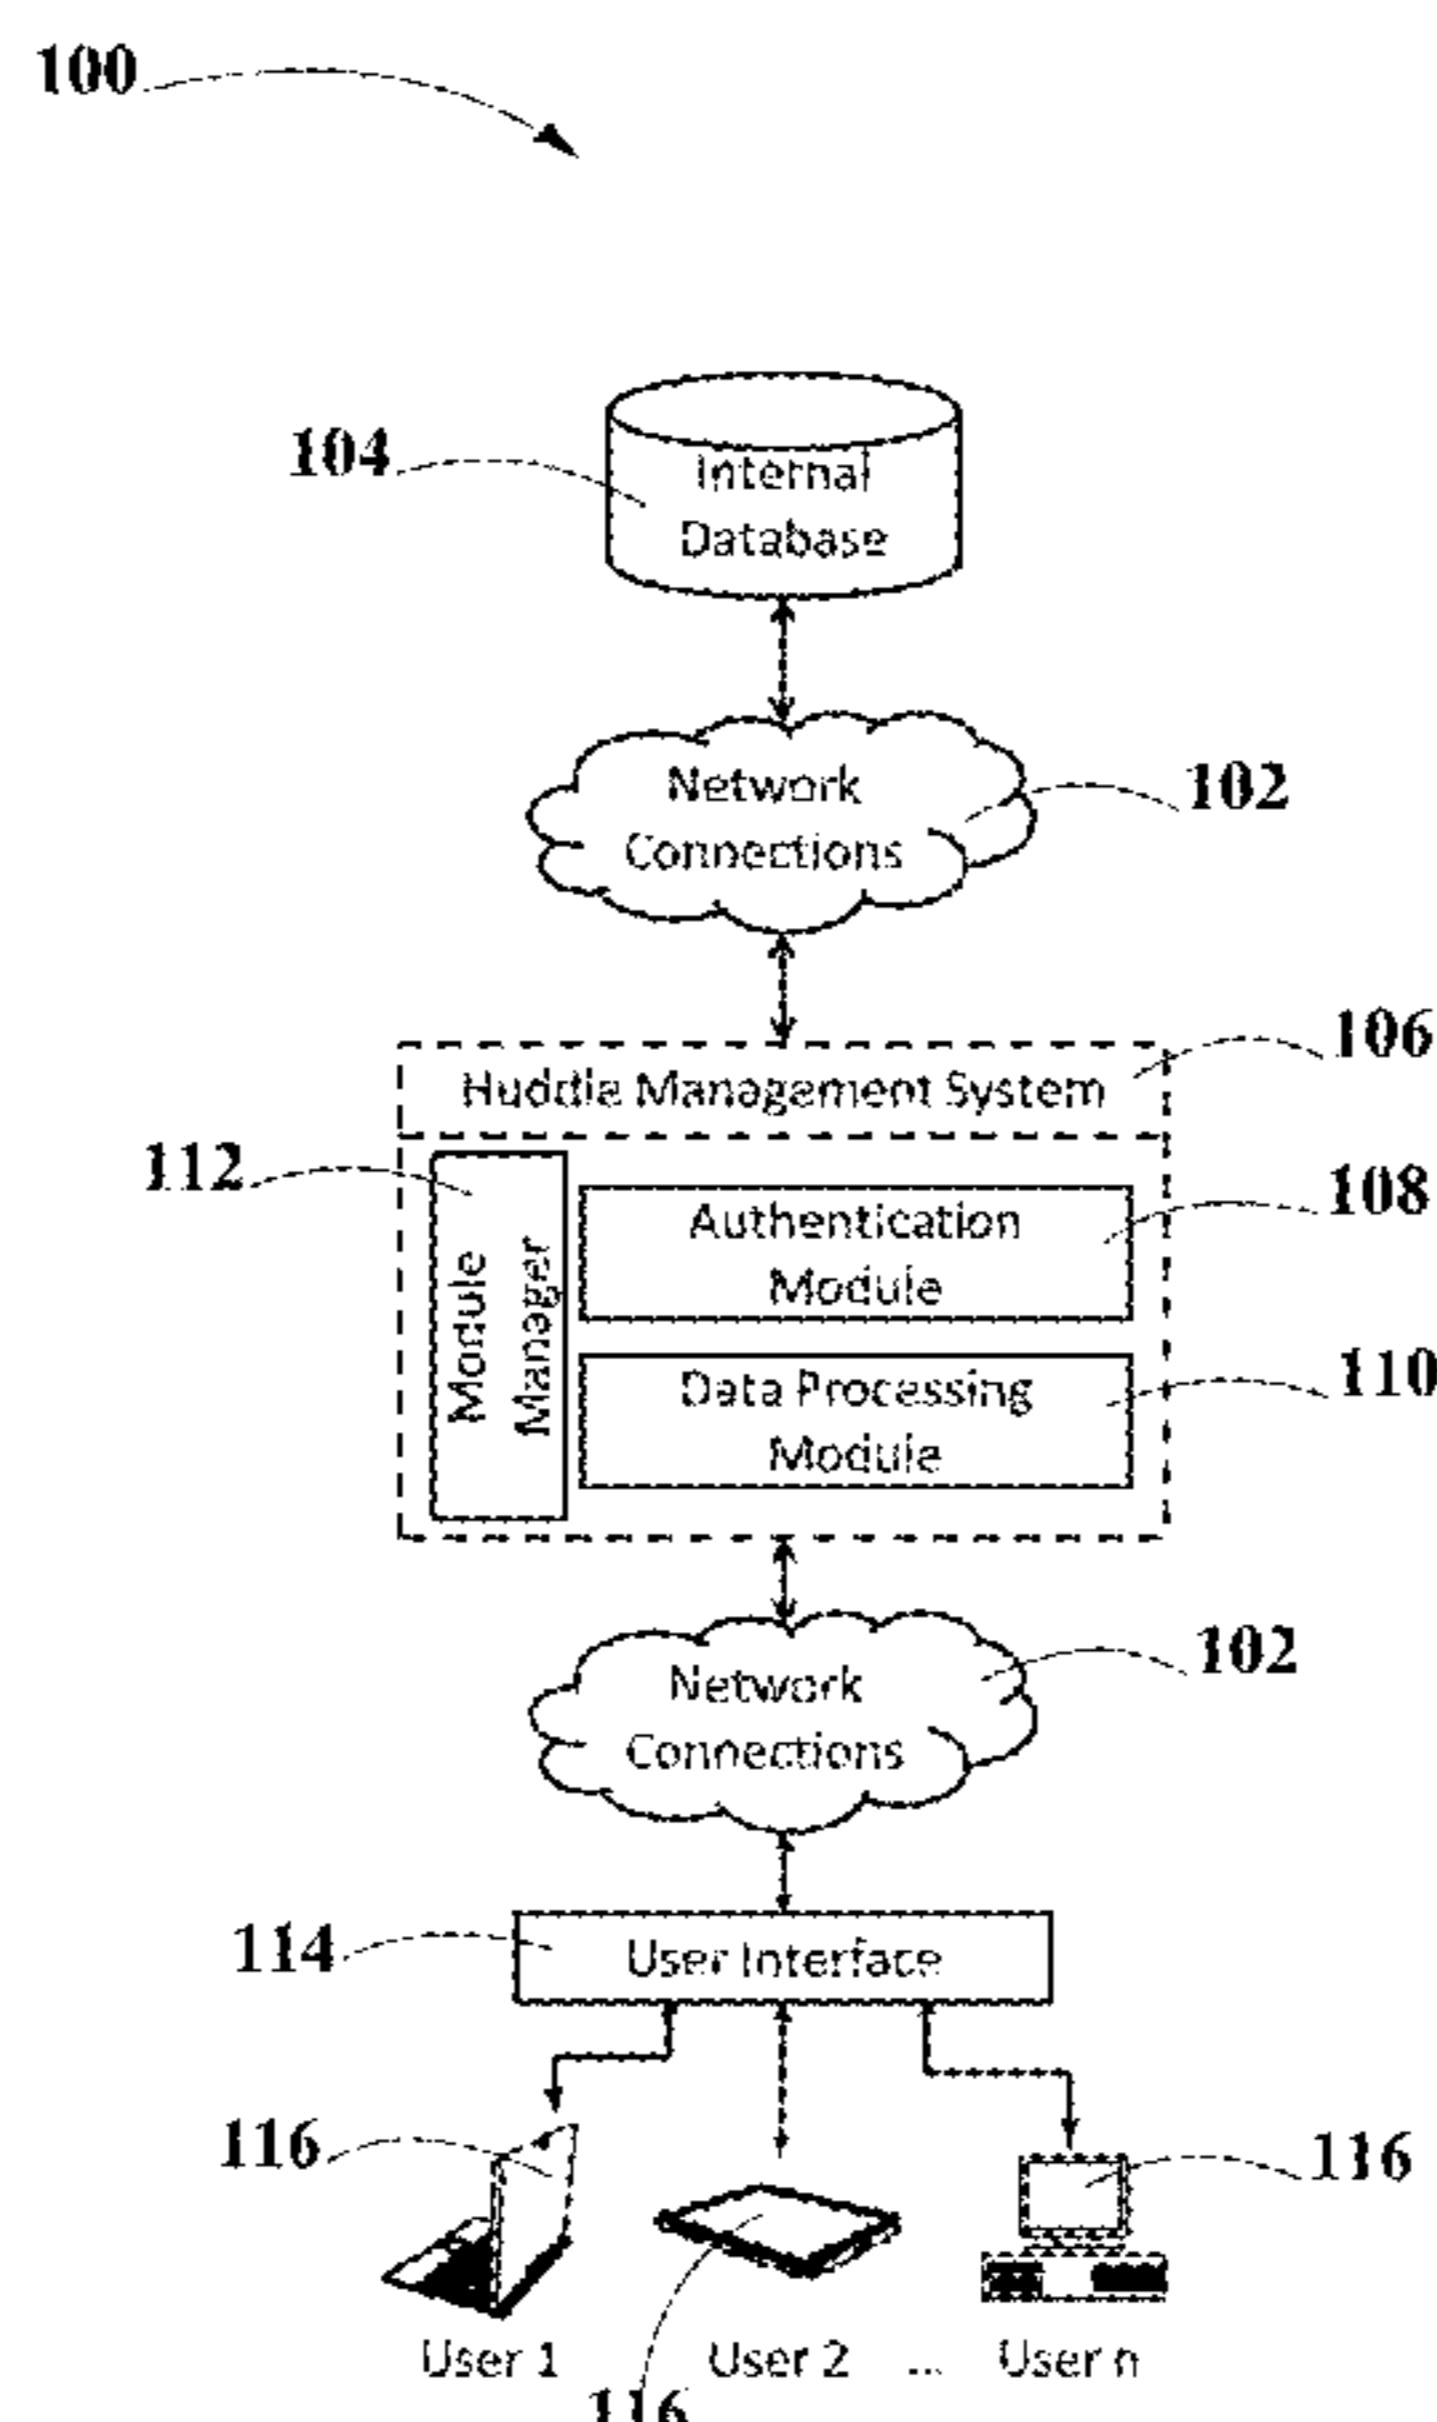 100
104
Internal
Database
Network
Connections
102
106
Huddle Management System
112
Module
Manager
108
Authentication
Module
110
Data Processing
Module
102
Network
Connections
114
User Interface
116
116
User 1
User 2
...
User n
116